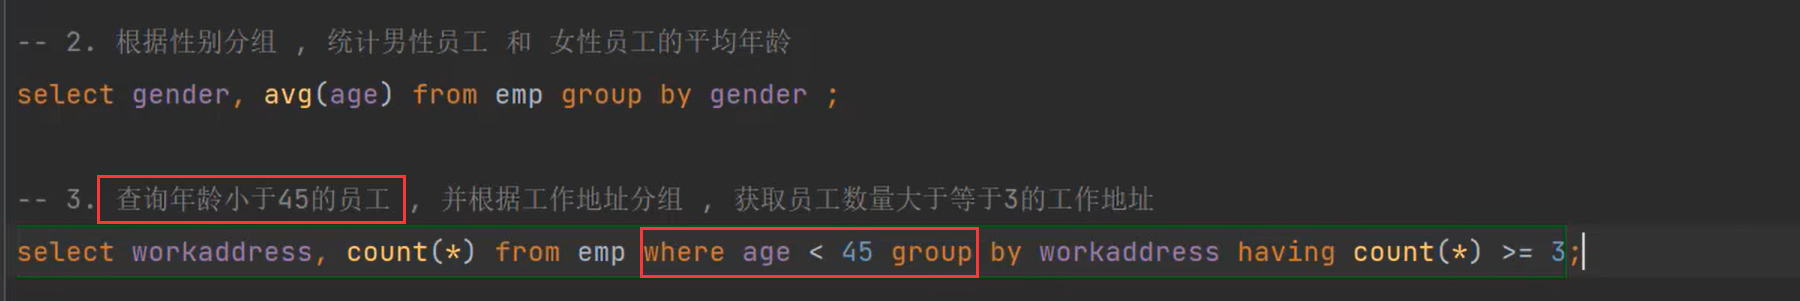 -- 2. 根据性别分组 , 统计男性员工 和 女性员工的平均年龄
select gender, avg(age) from emp group by gender ;
-- 3. 查询年龄小于45的员工 , 并根据工作地址分组 , 获取员工数量大于等于3的工作地址
select workaddress, count(*) from emp where age < 45 group by workaddress having count(*) >= 3;